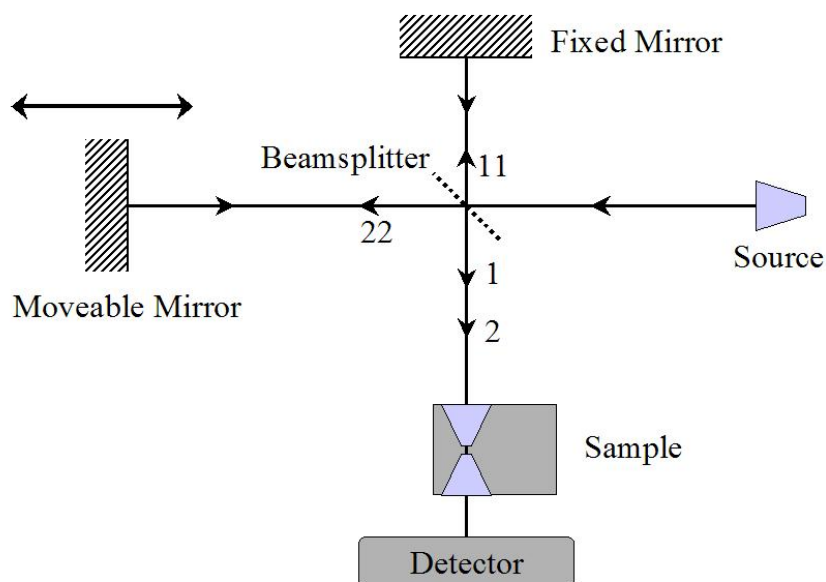 Fixed Mirror
Beamsplitter
11
22
Source
1
Moveable Mirror
2
Sample
Detector